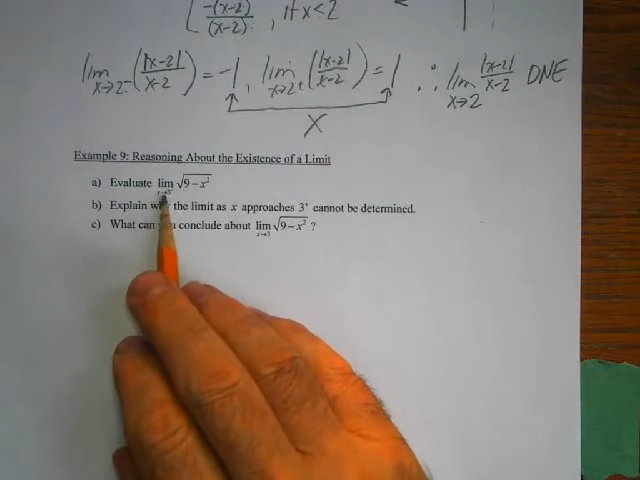 -(x-2)
(x-2) , if x<2
lim x→2⁻ (|x-2| / x-2) = -1, lim x→2⁺ (|x-2| / x-2) = 1 ∴ lim x→2 |x-2| / x-2 DNE
X
Example 9: Reasoning About the Existence of a Limit
a) Evaluate lim √9−x²
b) Explain the limit as x approaches 3⁺ cannot be determined.
c) What can conclude about lim x→3 √9−x² ?